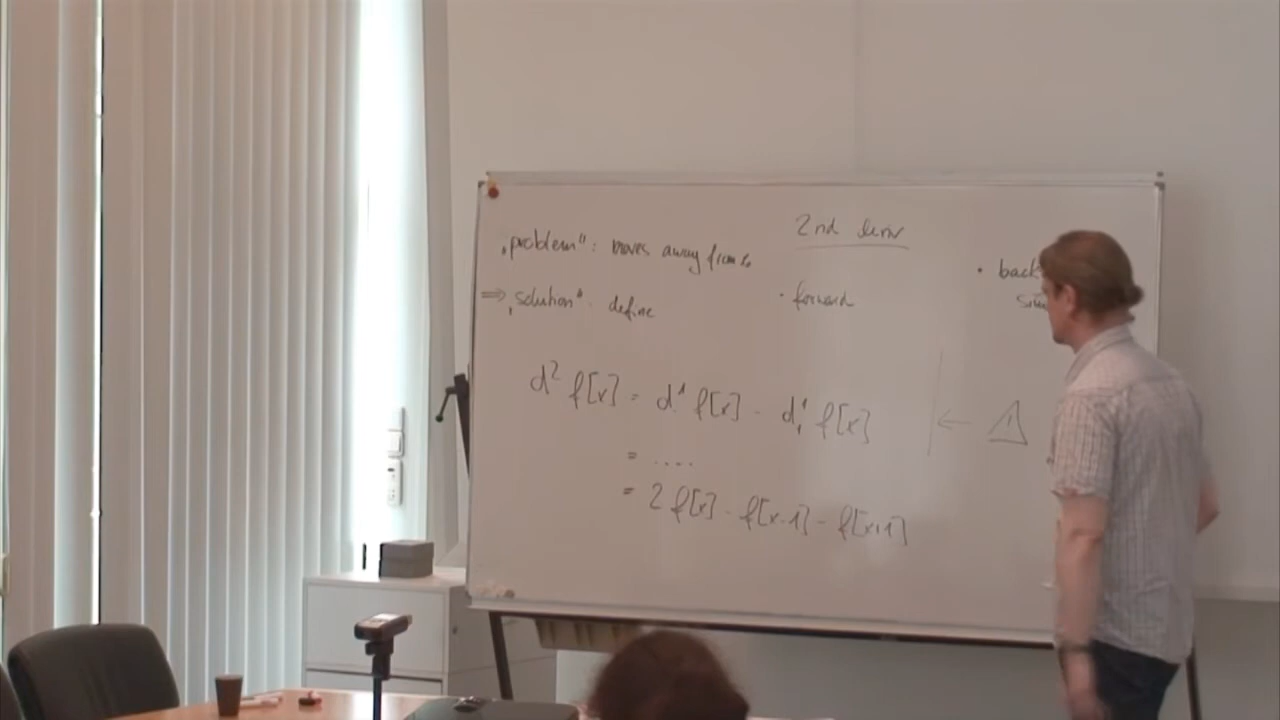 2nd deriv
„problem“: moves away from
⇒ „solution“: define
· forward
· back
d² f[x] = d¹ f[x] - d¹ f[x]
= ....
= 2 f[x] - f[x-1] - f[x+1]